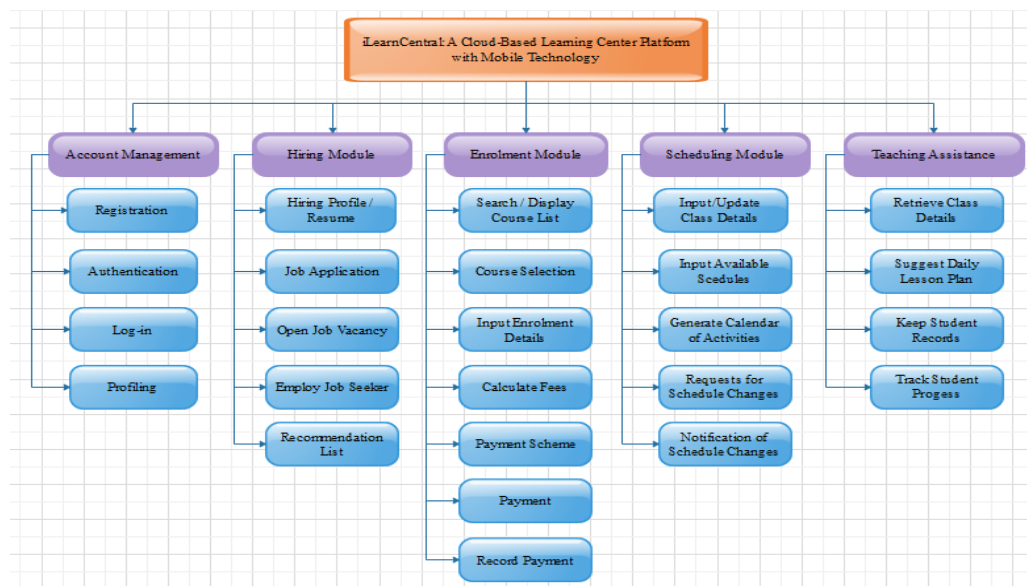 iLearnCentral: A Cloud-Based Learning Center Platform
with Mobile Technology
Account Management
Registration
Authentication
Log-in
Profiling
Hiring Module
Hiring Profile /
Resume
Job Application
Open Job Vacancy
Employ Job Seeker
Recommendation
List
Enrolment Module
Search / Display
Course List
Course Selection
Input Enrolment
Details
Calculate Fees
Payment Scheme
Payment
Record Payment
Scheduling Module
Input/Update
Class Details
Input Available
Scedules
Generate Calendar
of Activities
Requests for
Schedule Changes
Notification of
Schedule Changes
Teaching Assistance
Retrieve Class
Details
Suggest Daily
Lesson Plan
Keep Student
Records
Track Student
Progess